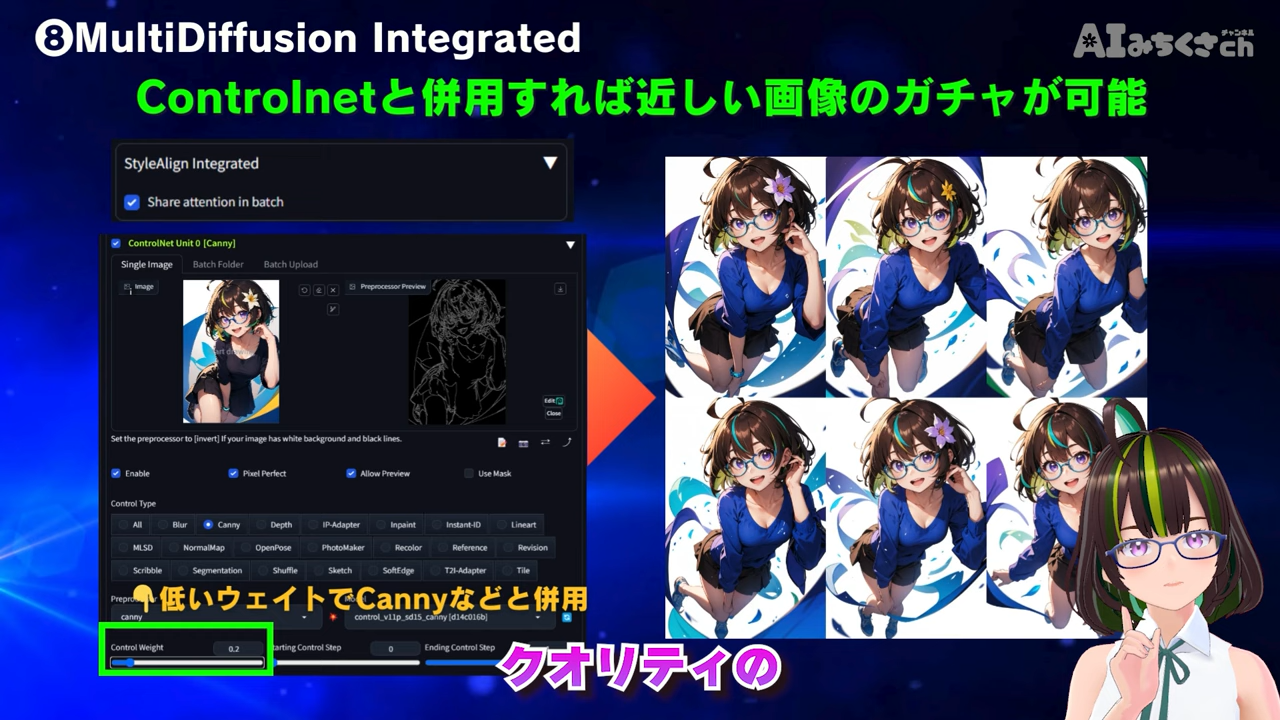 ❽MultiDiffusion Integrated
AIみちくさch
チャンネル
Controlnetと併用すれば近しい画像のガチャが可能
StyleAlign Integrated
Share attention in batch
ControlNet Unit 0 [Canny]
Single Image Batch Folder Batch Upload
Image
Preprocessor Preview
Edit
Close
Set the preprocessor to [invert] If your image has white background and black lines.
Enable Pixel Perfect Allow Preview Use Mask
Control Type
All Blur Canny Depth IP-Adapter Inpaint Instant-ID Lineart
MLSD NormalMap OpenPose PhotoMaker Recolor Reference Revision
Scribble Segmentation Shuffle Sketch SoftEdge T2I-Adapter Tile
👇低いウェイトでCannyなどと併用
canny control_v11p_sd15_canny [d14c016b]
Control Weight 0.2 tarting Control Step 0 Ending Control Step
クオリティの